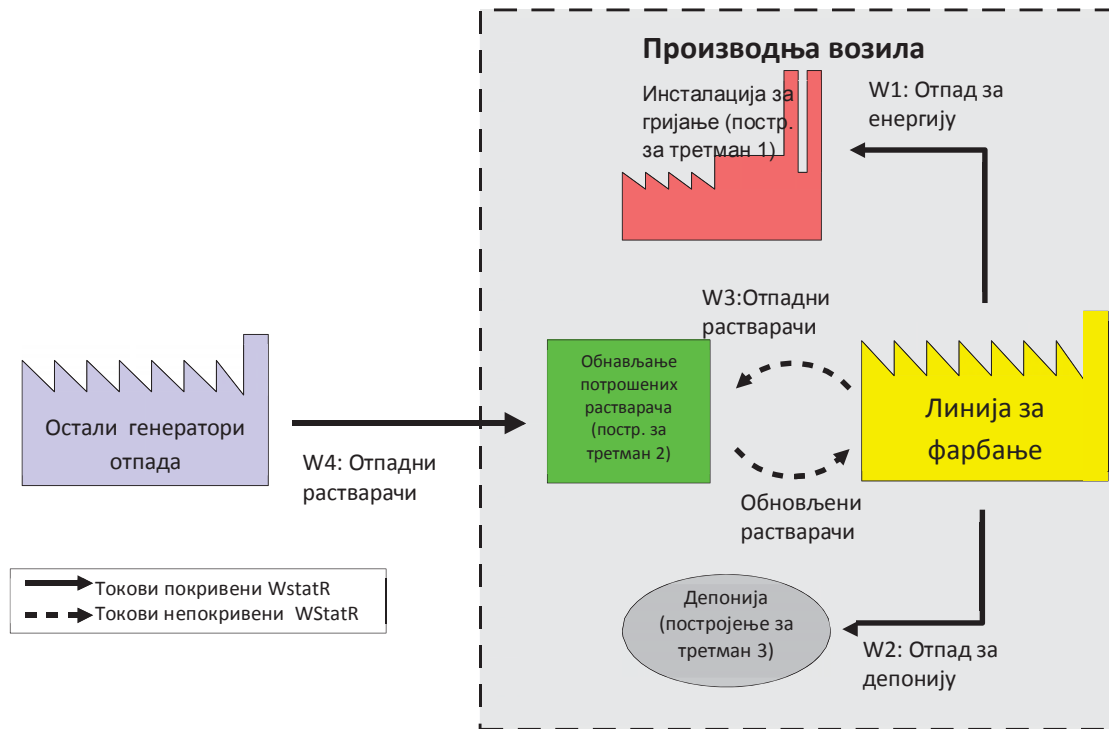 Производња возила
Инсталација за
гријање (постр.
за третман 1)
W1: Отпад за
енергију
W3:Отпадни
растварачи
Обнављање
потрошених
растварача
(постр. за
третман 2)
Линија за
фарбање
Остали генератори
отпада
W4: Отпадни
растварачи
Обновљени
растварачи
Токови покривени WstatR
Токови непокривени WStatR
Депонија
(постројење за
третман 3)
W2: Отпад за
депонију